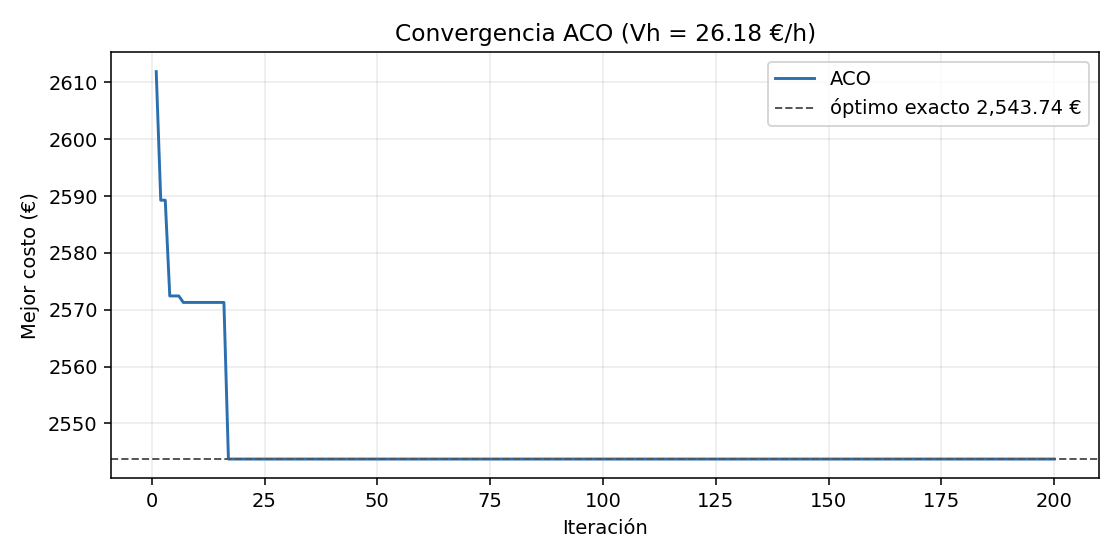 Convergencia ACO (Vh = 26.18 €/h)
ACO
óptimo exacto 2,543.74 €
Mejor costo (€)
2610
2600
2590
2580
2570
2560
2550
0 25 50 75 100 125 150 175 200
Iteración